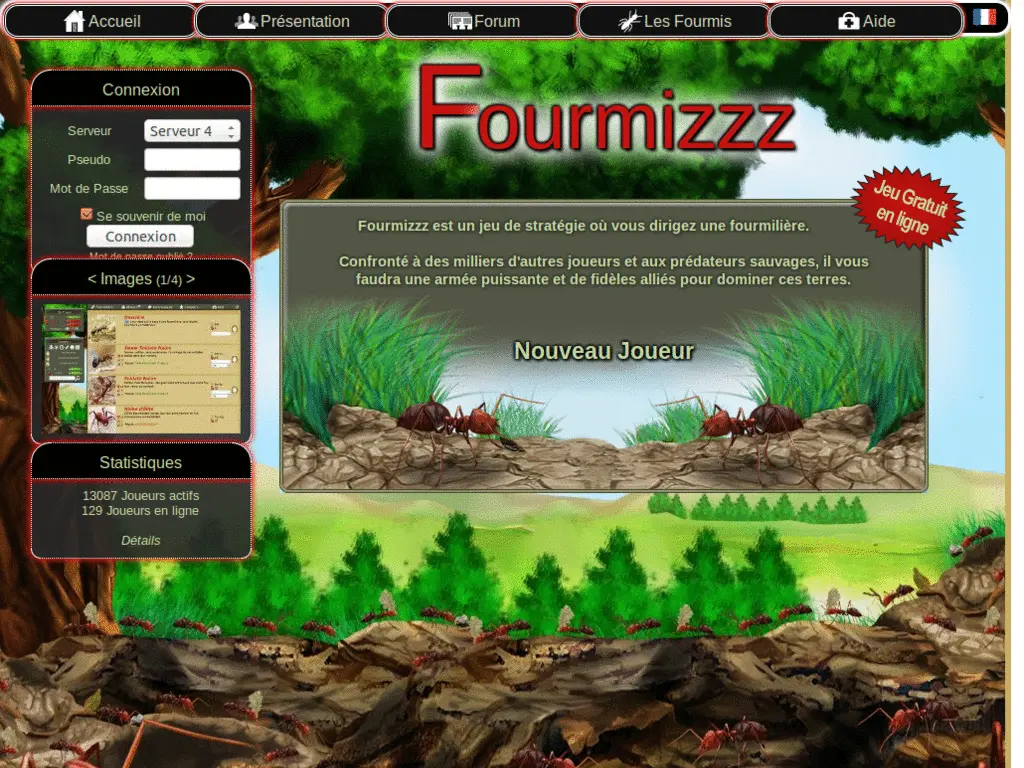 Accueil
Présentation
Forum
Les Fourmis
Aide
Fourmizzz
Connexion
Serveur
Serveur 4
Pseudo
Mot de Passe
Se souvenir de moi
Connexion
Mot de passe oublié ?
< Images (1/4) >
Statistiques
13087 Joueurs actifs
129 Joueurs en ligne
Détails
Jeu Gratuit
en ligne
Fourmizzz est un jeu de stratégie où vous dirigez une fourmilière.
Confronté à des milliers d'autres joueurs et aux prédateurs sauvages, il vous
faudra une armée puissante et de fidèles alliés pour dominer ces terres.
Nouveau Joueur